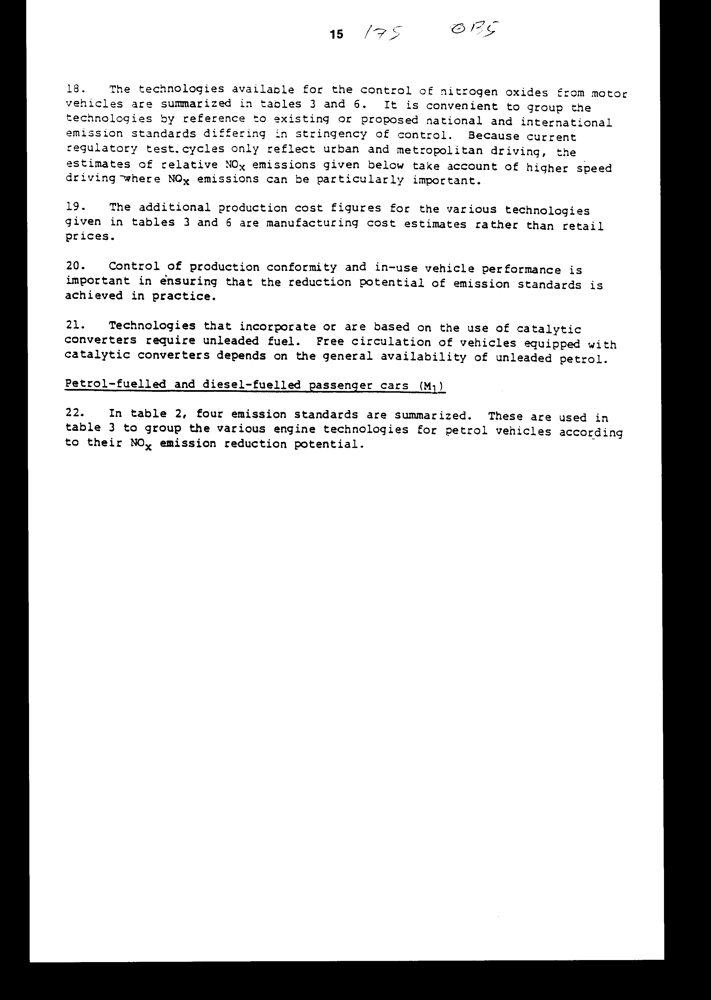 15 175 OBS
18. The technologies available for the control of nitrogen oxides from motor
vehicles are summarized in tables 3 and 6. It is convenient to group the
technologies by reference to existing or proposed national and international
emission standards differing in stringency of control. Because current
regulatory test cycles only reflect urban and metropolitan driving, the
estimates of relative NOx emissions given below take account of higher speed
driving where NOx emissions can be particularly important.
19. The additional production cost figures for the various technologies
given in tables 3 and 6 are manufacturing cost estimates rather than retail
prices.
20. Control of production conformity and in-use vehicle performance is
important in ensuring that the reduction potential of emission standards is
achieved in practice.
21. Technologies that incorporate or are based on the use of catalytic
converters require unleaded fuel. Free circulation of vehicles equipped with
catalytic converters depends on the general availability of unleaded petrol.
Petrol-fuelled and diesel-fuelled passenger cars (M1)
22. In table 2, four emission standards are summarized. These are used in
table 3 to group the various engine technologies for petrol vehicles according
to their NOx emission reduction potential.